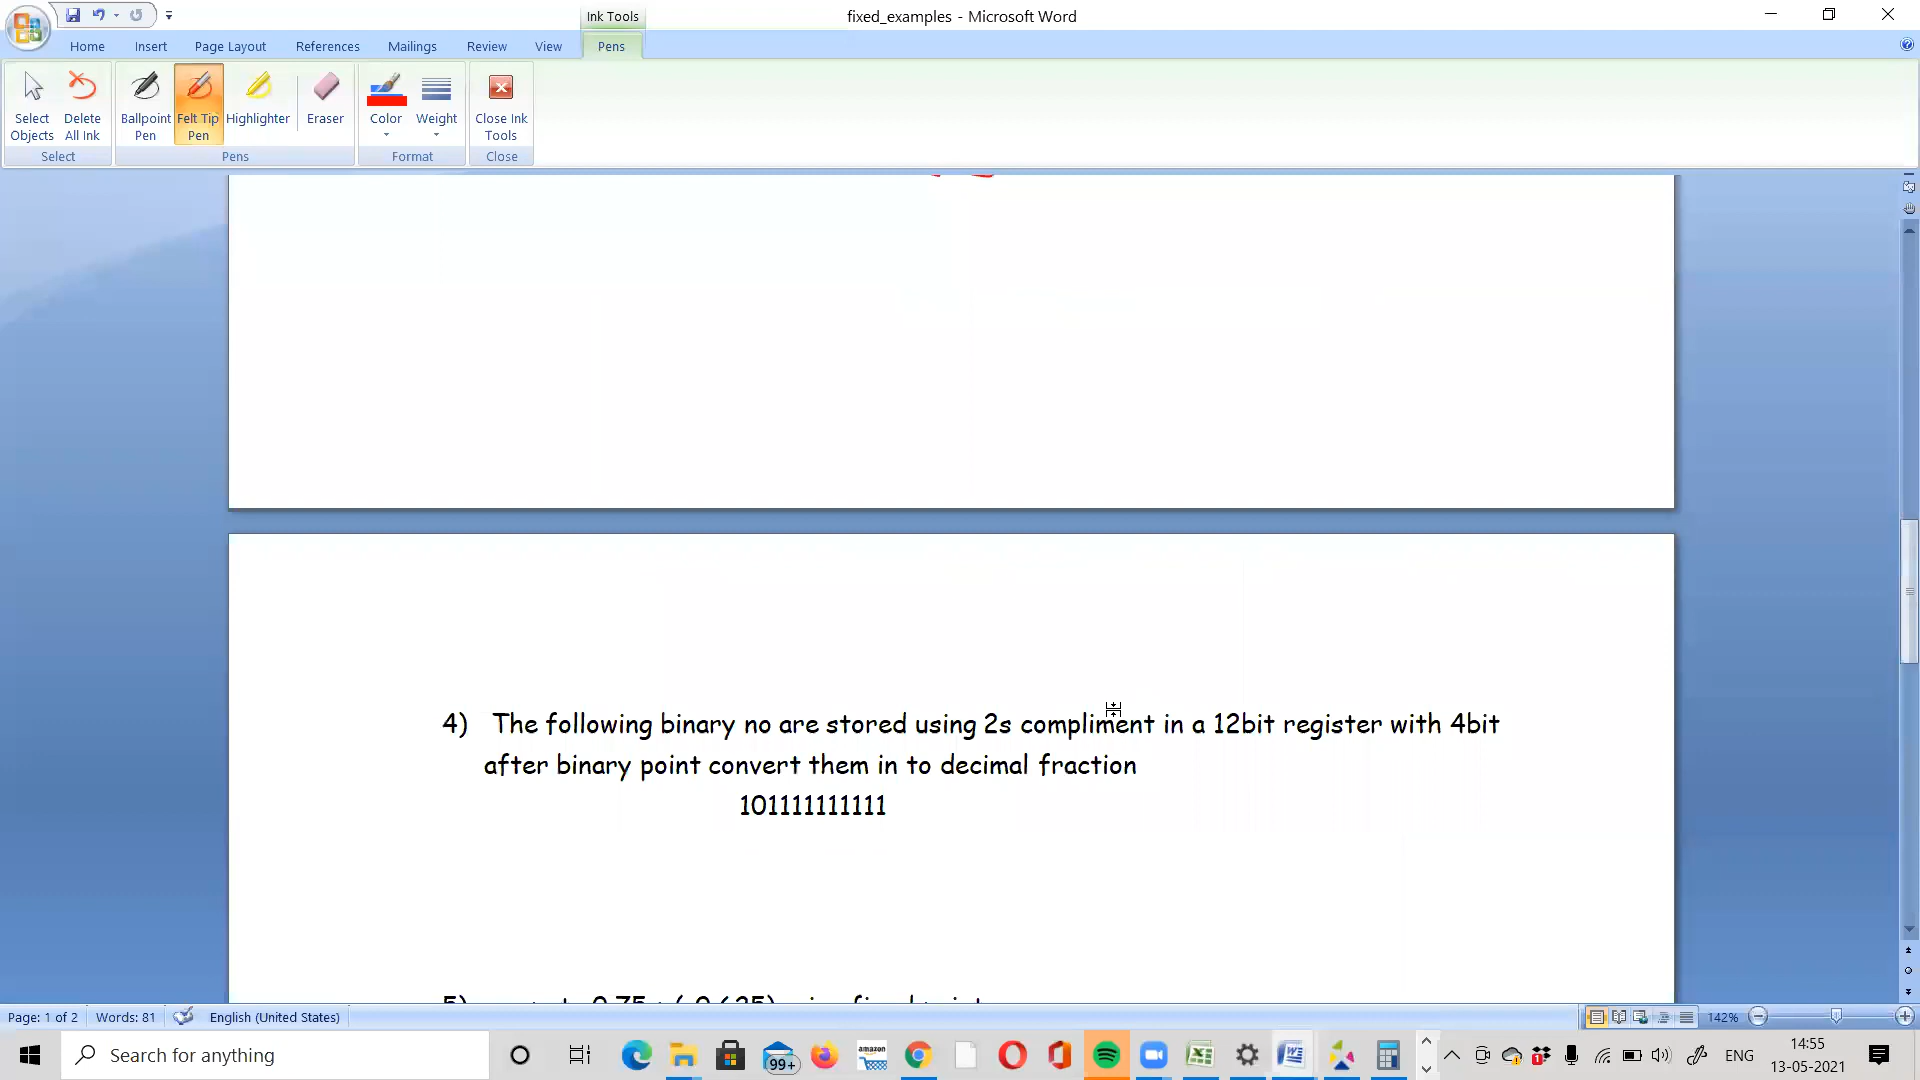 Ink Tools
fixed_examples - Microsoft Word
Home Insert Page Layout References Mailings Review View Pens
Select Objects
Delete All Ink
Ballpoint Pen
Felt Tip Pen
Highlighter
Eraser
Color
Weight
Close Ink Tools
Select
Pens
Format
Close
4) The following binary no are stored using 2s compliment in a 12bit register with 4bit
after binary point convert them in to decimal fraction
101111111111
Page: 1 of 2 Words: 81 English (United States) 142%
Search for anything
99+
amazon
ENG
14:55
13-05-2021